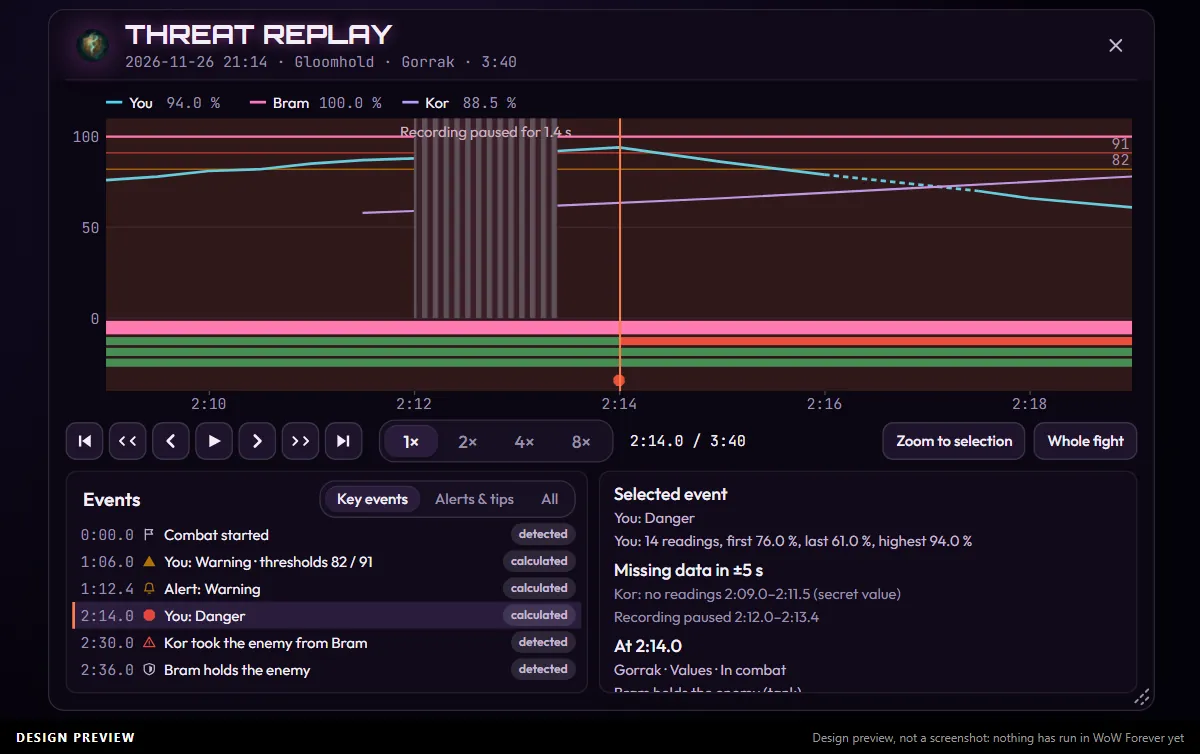 THREAT REPLAY
2026-11-26 21:14 · Gloomhold · Gorrak · 3:40
You 94.0 % Bram 100.0 % Kor 88.5 %
Recording paused for 1.4 s
100
91
82
50
0
2:10 2:12 2:14 2:16 2:18
1× 2× 4× 8× 2:14.0 / 3:40 Zoom to selection Whole fight
Events Key events Alerts & tips All
0:00.0 Combat started detected
1:06.0 You: Warning · thresholds 82 / 91 calculated
1:12.4 Alert: Warning calculated
2:14.0 You: Danger calculated
2:30.0 Kor took the enemy from Bram detected
2:36.0 Bram holds the enemy detected
Selected event
You: Danger
You: 14 readings, first 76.0 %, last 61.0 %, highest 94.0 %
Missing data in ±5 s
Kor: no readings 2:09.0–2:11.5 (secret value)
Recording paused 2:12.0–2:13.4
At 2:14.0
Gorrak · Values · In combat
Bram holds the enemy (tank)
DESIGN PREVIEW
Design preview, not a screenshot: nothing has run in WoW Forever yet